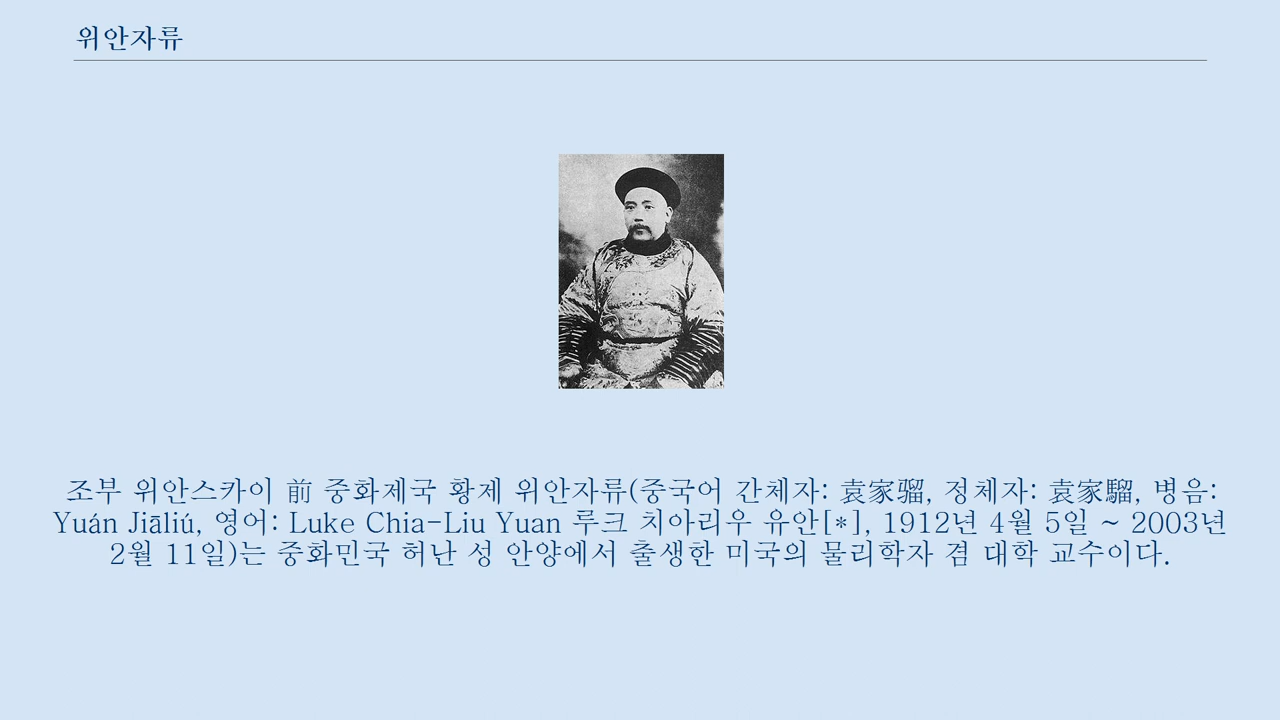 위안자류
조부 위안스카이 前 중화제국 황제 위안자류(중국어 간체자: 袁家骝, 정체자: 袁家騮, 병음:
Yuán Jiāliú, 영어: Luke Chia-Liu Yuan 루크 치아리우 유안[*], 1912년 4월 5일 ~ 2003년
2월 11일)는 중화민국 허난 성 안양에서 출생한 미국의 물리학자 겸 대학 교수이다.